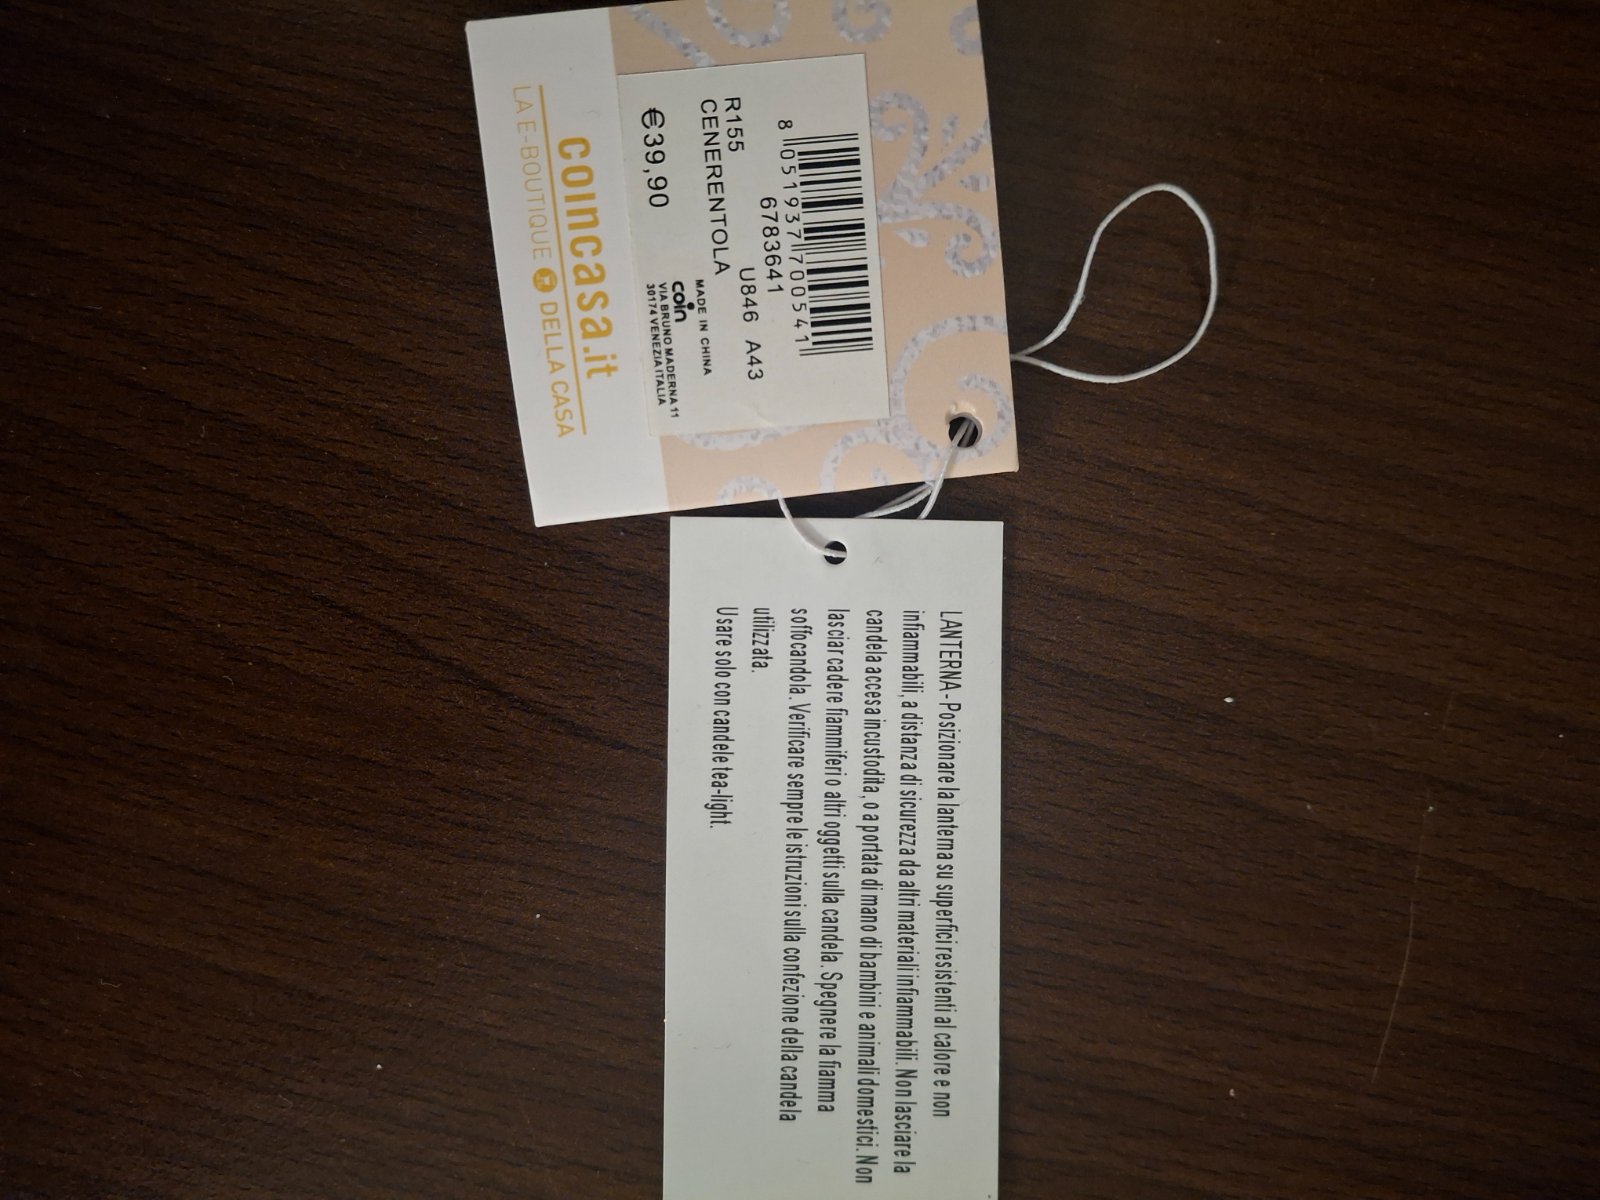 8 051937 700541
6783641
U846 A43
R155
CENERENTOLA
€39,90
MADE IN CHINA
coin
VIA BRUNO MADERNA 11
30174 VENEZIA ITALIA
coincasa.it
LA E-BOUTIQUE DELLA CASA
LANTERNA - Posizionare la lanterna su superfici resistenti al calore e non
infiammabili, a distanza di sicurezza da altri materiali infiammabili. Non lasciare la
candela accesa incustodita, o a portata di mano di bambini e animali domestici. Non
lasciar cadere fiammiferi o altri oggetti sulla candela. Spegnere la fiamma
soffocandola. Verificare sempre le istruzioni sulla confezione della candela
utilizzata.
Usare solo con candele tea-light.